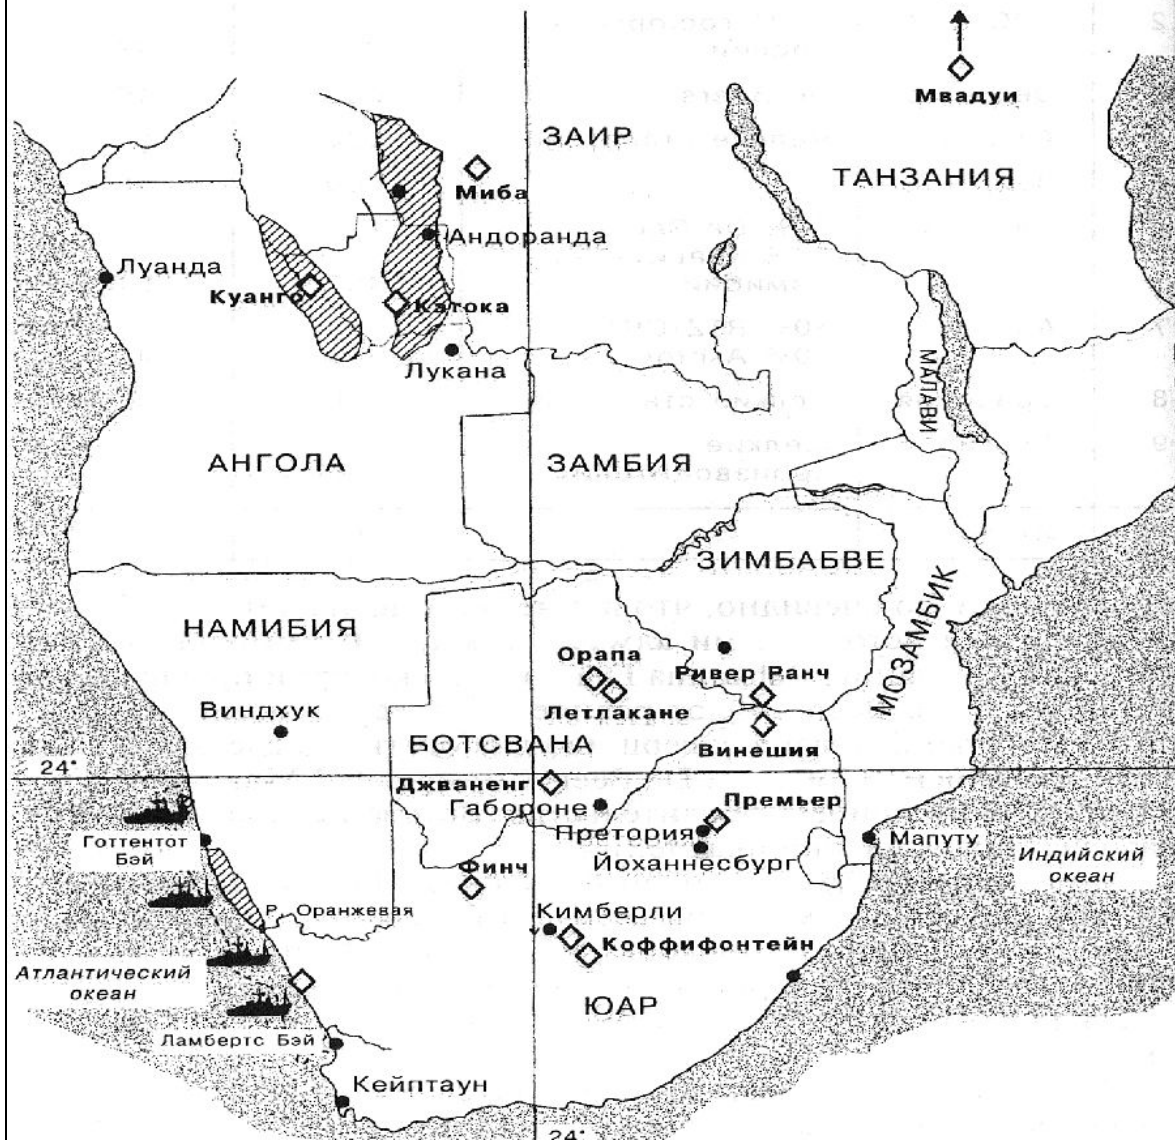 Мвадуи
ЗАИР
ТАНЗАНИЯ
Миба
Андоранда
Луанда
Куанго
Катока
Лукана
МАЛАВИ
АНГОЛА
ЗАМБИЯ
ЗИМБАБВЕ
МОЗАМБИК
НАМИБИЯ
Орапа
Ривер Ранч
Летлакане
Виндхук
БОТСВАНА
Винешия
24°
Джваненг
Габороне
Премьер
Претория
Йоханнесбург
Мапуту
Готтентот
Бэй
Индийский
океан
Финч
Р. Оранжевая
Кимберли
Коффифонтейн
Атлантический
океан
ЮАР
Ламбертс Бэй
Кейптаун
24°